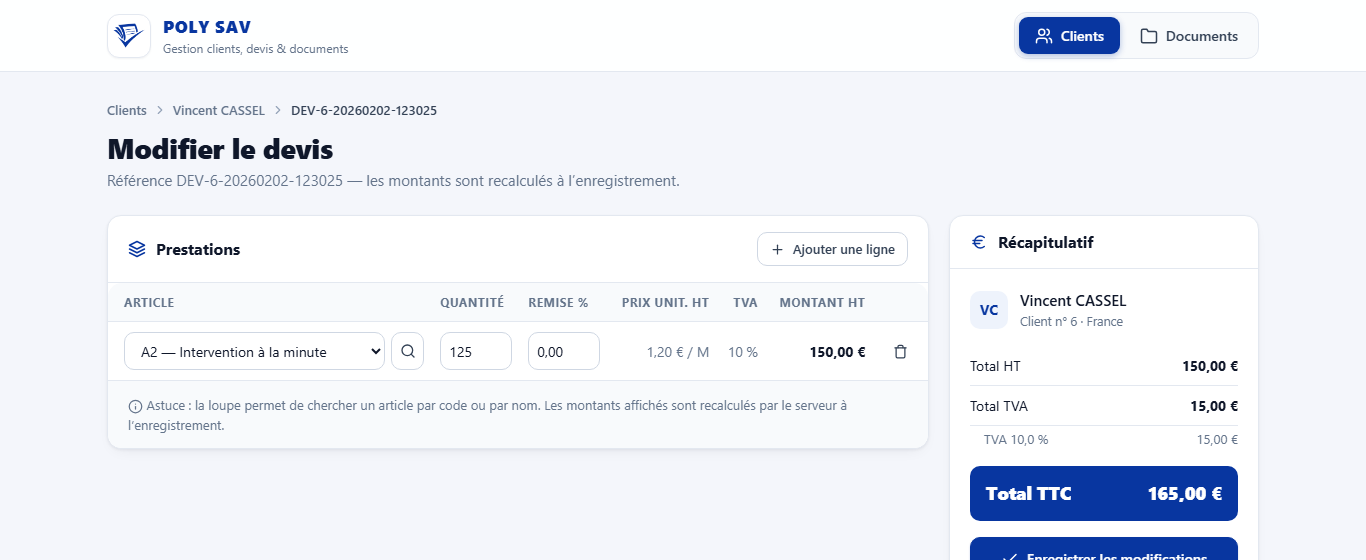 POLY SAV
Gestion clients, devis & documents
Clients
Documents
Clients > Vincent CASSEL > DEV-6-20260202-123025
Modifier le devis
Référence DEV-6-20260202-123025 — les montants sont recalculés à l’enregistrement.
Prestations
Ajouter une ligne
ARTICLE QUANTITÉ REMISE % PRIX UNIT. HT TVA MONTANT HT
A2 — Intervention à la minute 125 0,00 1,20 € / M 10 % 150,00 €
Astuce : la loupe permet de chercher un article par code ou par nom. Les montants affichés sont recalculés par le serveur à
l’enregistrement.
€ Récapitulatif
VC
Vincent CASSEL
Client n° 6 · France
Total HT 150,00 €
Total TVA 15,00 €
TVA 10,0 % 15,00 €
Total TTC 165,00 €
Enregistrer les modifications